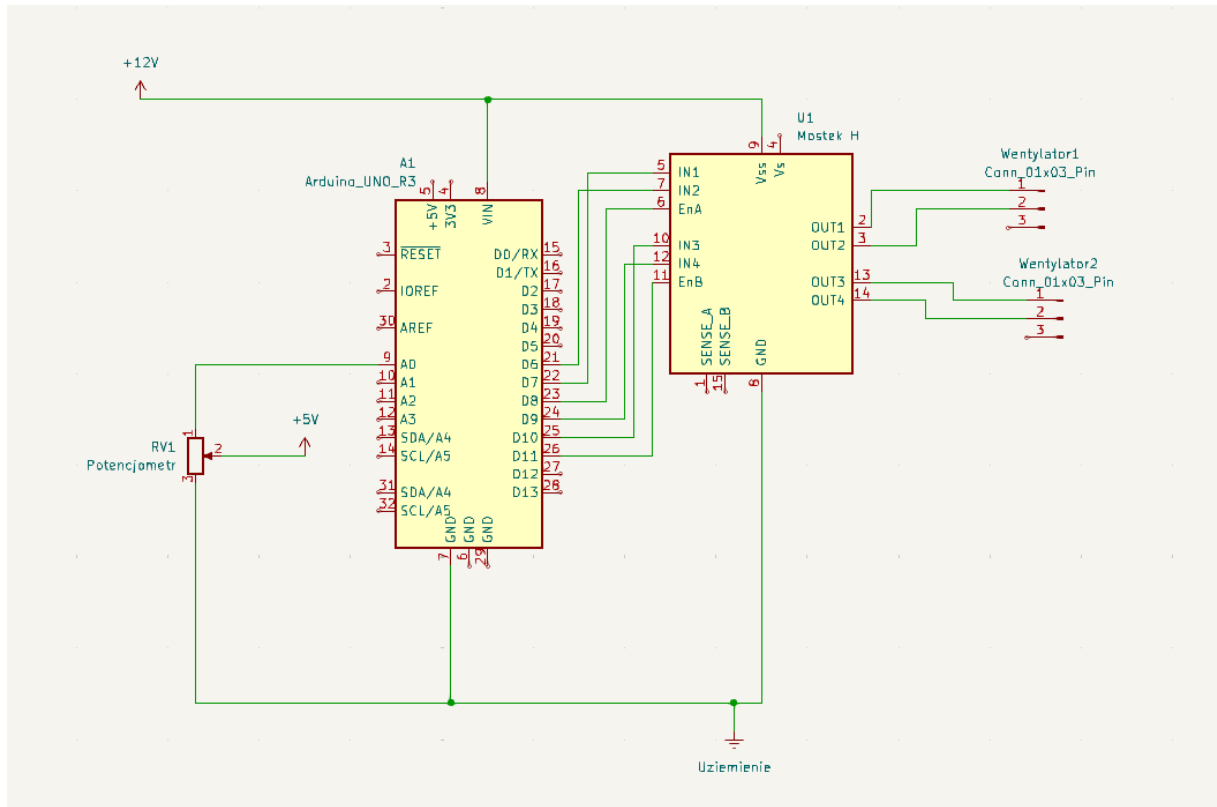 +12V
U1
Mostek H
A1
Arduino_UNO_R3
Wentylator1
Conn_01x03_Pin
5
4
8
+5V
3V3
VIN
9
4
Vss
Vs
5
IN1
7
IN2
6
EnA
10
IN3
12
IN4
11
EnB
OUT1
2
OUT2
3
OUT3
13
OUT4
14
SENSE_A
SENSE_B
GND
1
15
8
1
2
3
Wentylator2
Conn_01x03_Pin
1
2
3
3
RESET
2
IOREF
30
AREF
9
A0
10
A1
11
A2
12
A3
13
SDA/A4
14
SCL/A5
31
SDA/A4
32
SCL/A5
D0/RX
15
D1/TX
16
D2
17
D3
18
D4
19
D5
20
D6
21
D7
22
D8
23
D9
24
D10
25
D11
26
D12
27
D13
28
GND
GND
GND
7
6
29
+5V
1
RV1
2
Potencjometr
3
Uziemienie